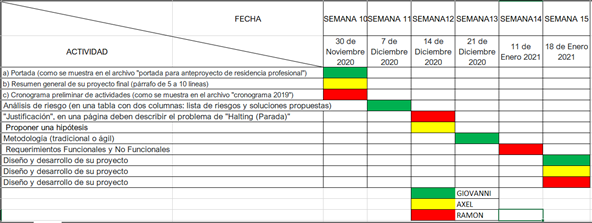 FECHA
SEMANA 10 SEMANA 11 SEMANA12 SEMANA13 SEMANA14 SEMANA 15
ACTIVIDAD
30 de Noviembre 2020
7 de Diciembre 2020
14 de Diciembre 2020
21 de Diciembre 2020
11 de Enero 2021
18 de Enero 2021
a) Portada (como se muestra en el archivo "portada para anteproyecto de residencia profesional")
b) Resumen general de su proyecto final (párrafo de 5 a 10 líneas)
c) Cronograma preliminar de actividades (como se muestra en el archivo "cronograma 2019")
Análisis de riesgo (en una tabla con dos columnas: lista de riesgos y soluciones propuestas)
"Justificación", en una página deben describir el problema de "Halting (Parada)"
Proponer una hipótesis
Metodología (tradicional o ágil)
Requerimientos Funcionales y No Funcionales
Diseño y desarrollo de su proyecto
Diseño y desarrollo de su proyecto
Diseño y desarrollo de su proyecto
GIOVANNI
AXEL
RAMON